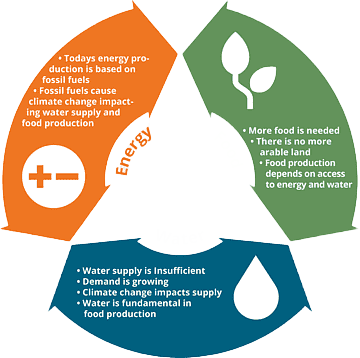 • Todays energy pro-
duction is based on
fossil fuels
• Fossil fuels cause
climate change impact-
ing water supply and
food production
Energy
• More food is needed
• There is no more
arable land
• Food production
depends on access
to energy and water
• Water supply is Insufficient
• Demand is growing
• Climate change impacts supply
• Water is fundamental in
food production